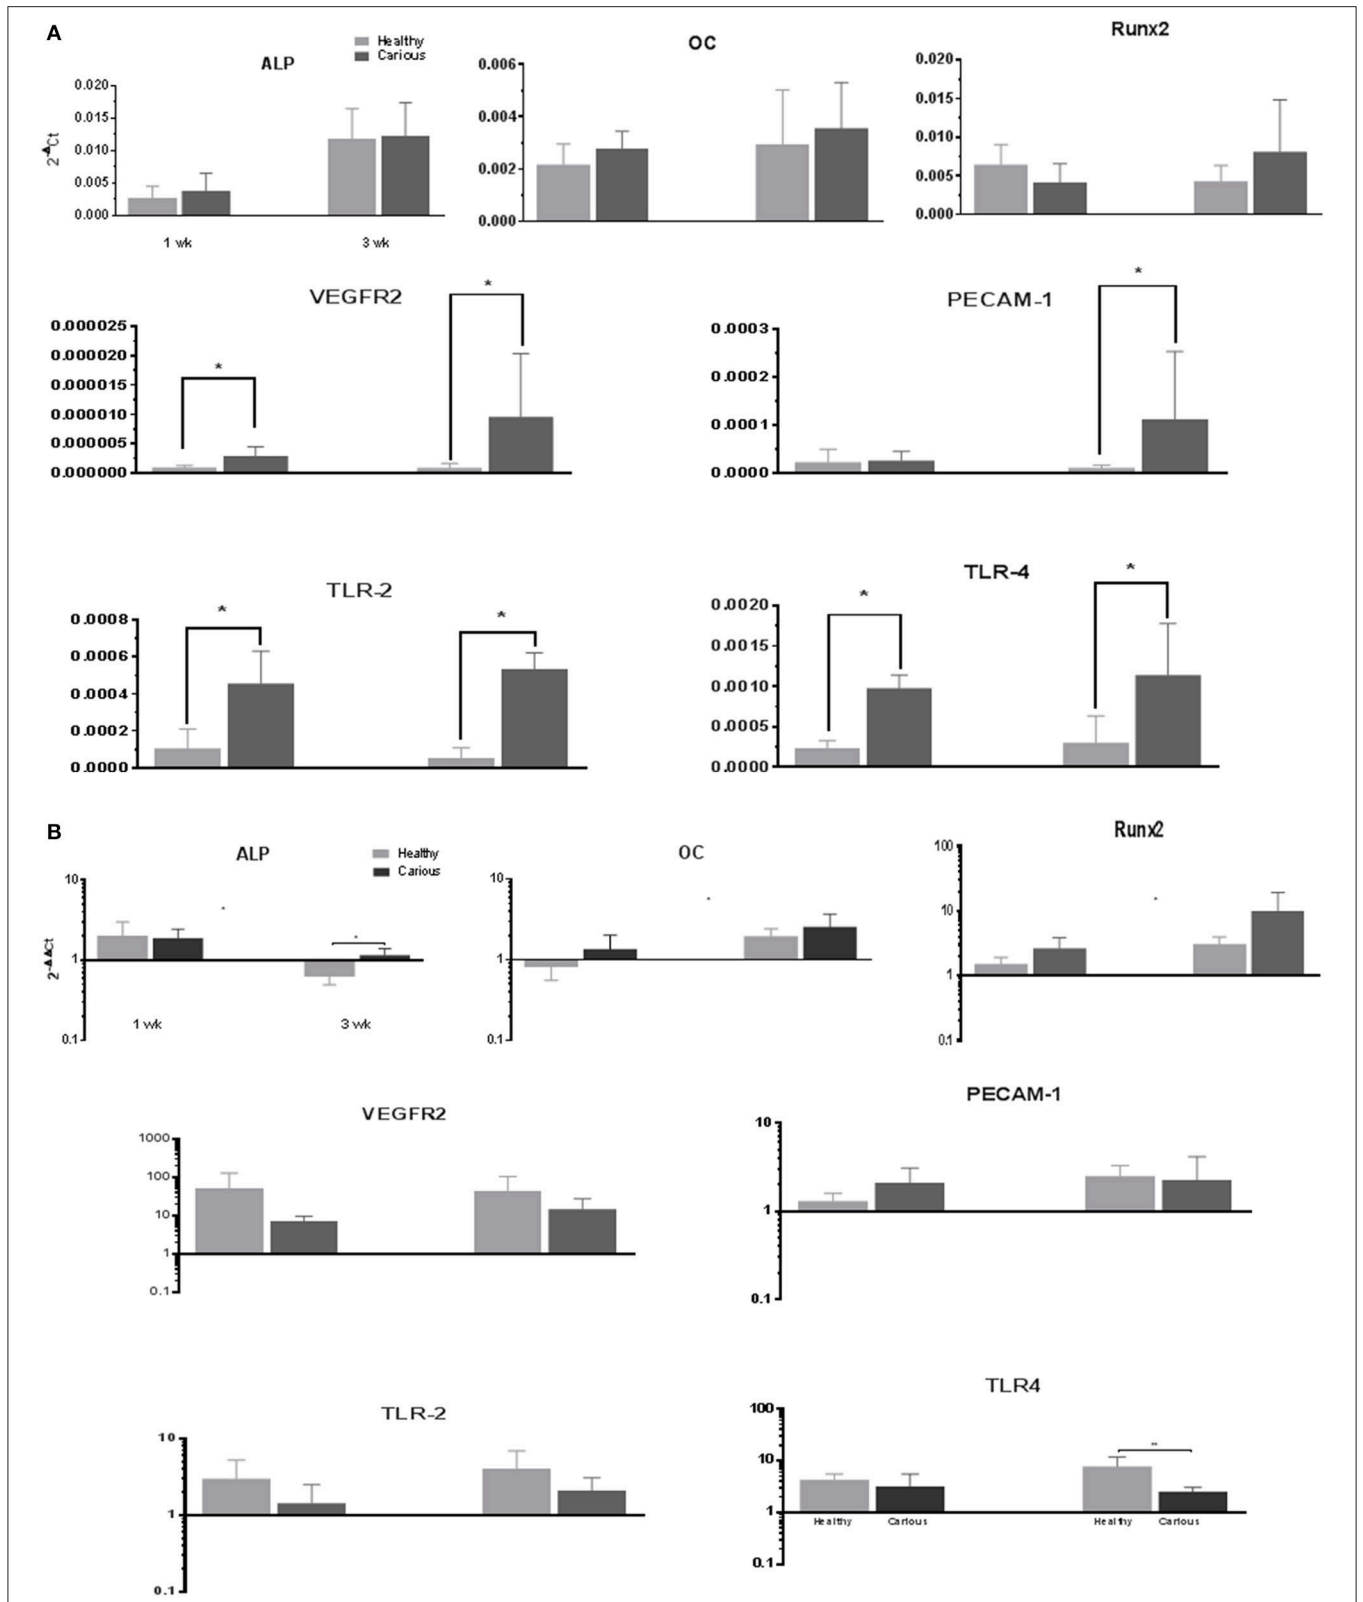 A
Healthy
Carious
ALP
0.020
0.015
0.010
0.005
0.000
2-ΔCt
1 wk
3 wk
OC
0.006
0.004
0.002
0.000
Runx2
0.020
0.015
0.010
0.005
0.000
VEGFR2
*
*
0.000025
0.000020
0.000015
0.000010
0.000005
0.000000
PECAM-1
*
0.0003
0.0002
0.0001
0.0000
TLR-2
*
*
0.0008
0.0006
0.0004
0.0002
0.0000
TLR-4
*
*
0.0020
0.0015
0.0010
0.0005
0.0000
B
ALP
Healthy
Carious
10
1
0.1
2-ΔΔCt
*
*
1 wk
3 wk
OC
10
1
0.1
*
Runx2
100
10
1
0.1
*
VEGFR2
1000
100
10
1
0.1
PECAM-1
10
1
0.1
TLR-2
10
1
0.1
TLR4
100
10
1
0.1
**
Healthy Carious Healthy Carious